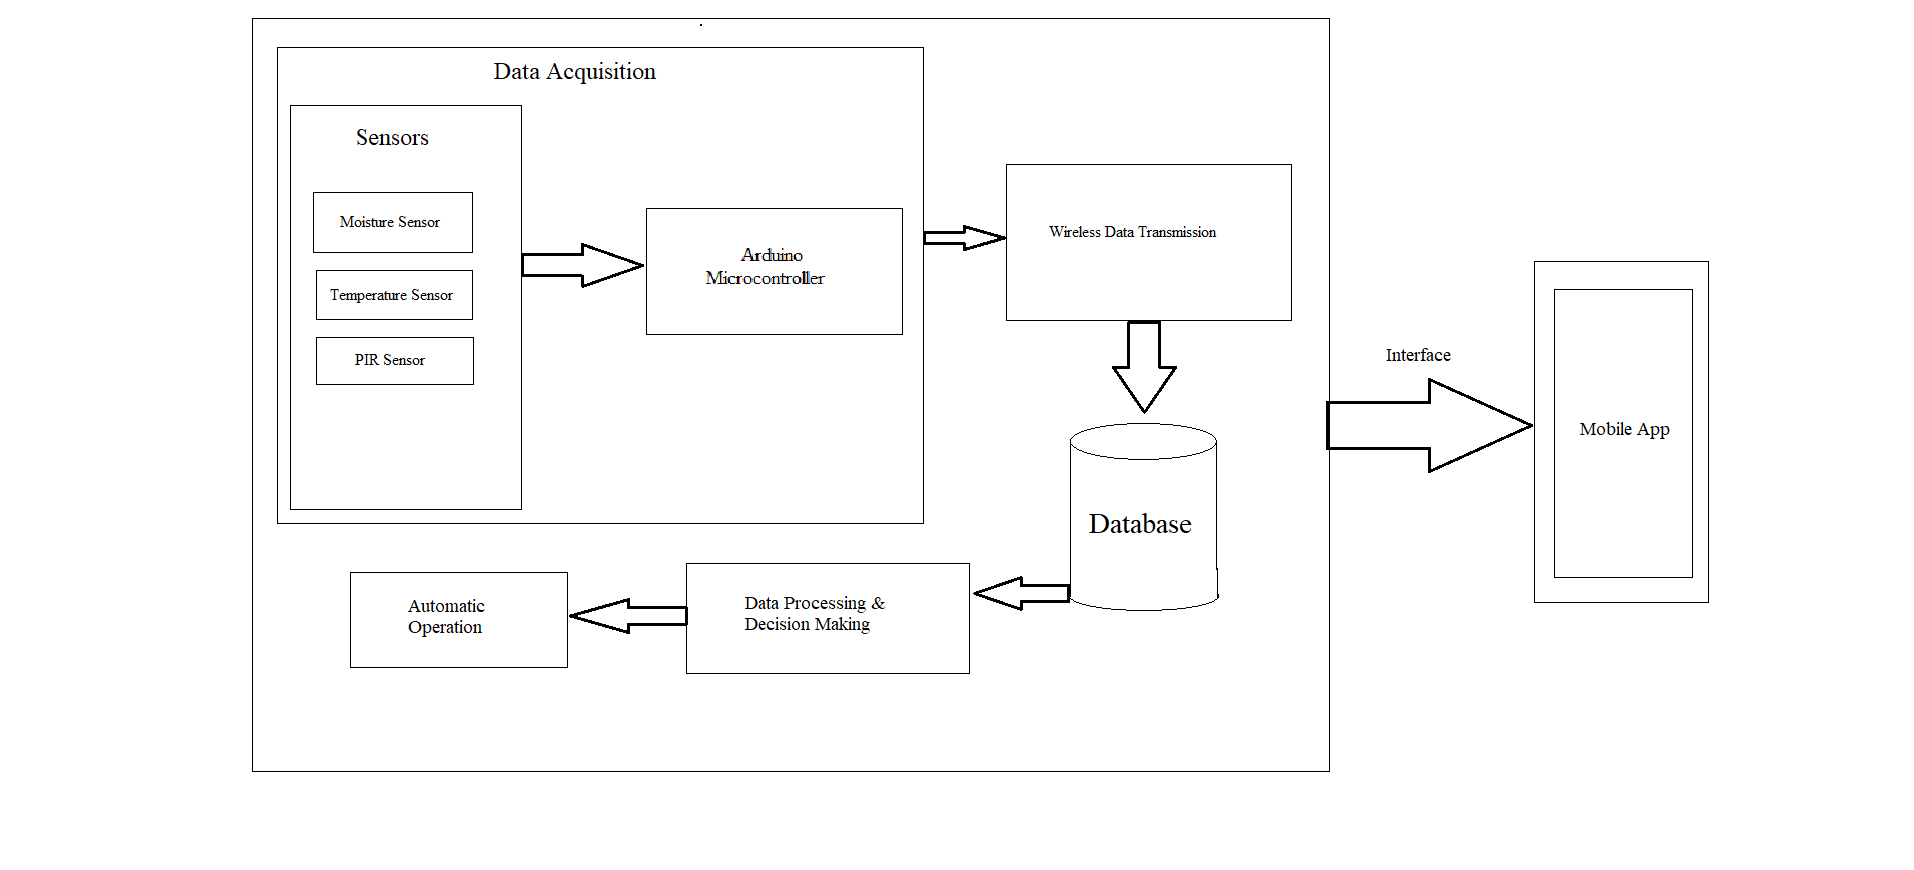 Data Acquisition
Sensors
Moisture Sensor
Temperature Sensor
PIR Sensor
Arduino
Microcontroller
Wireless Data Transmission
Database
Data Processing &
Decision Making
Automatic
Operation
Interface
Mobile App